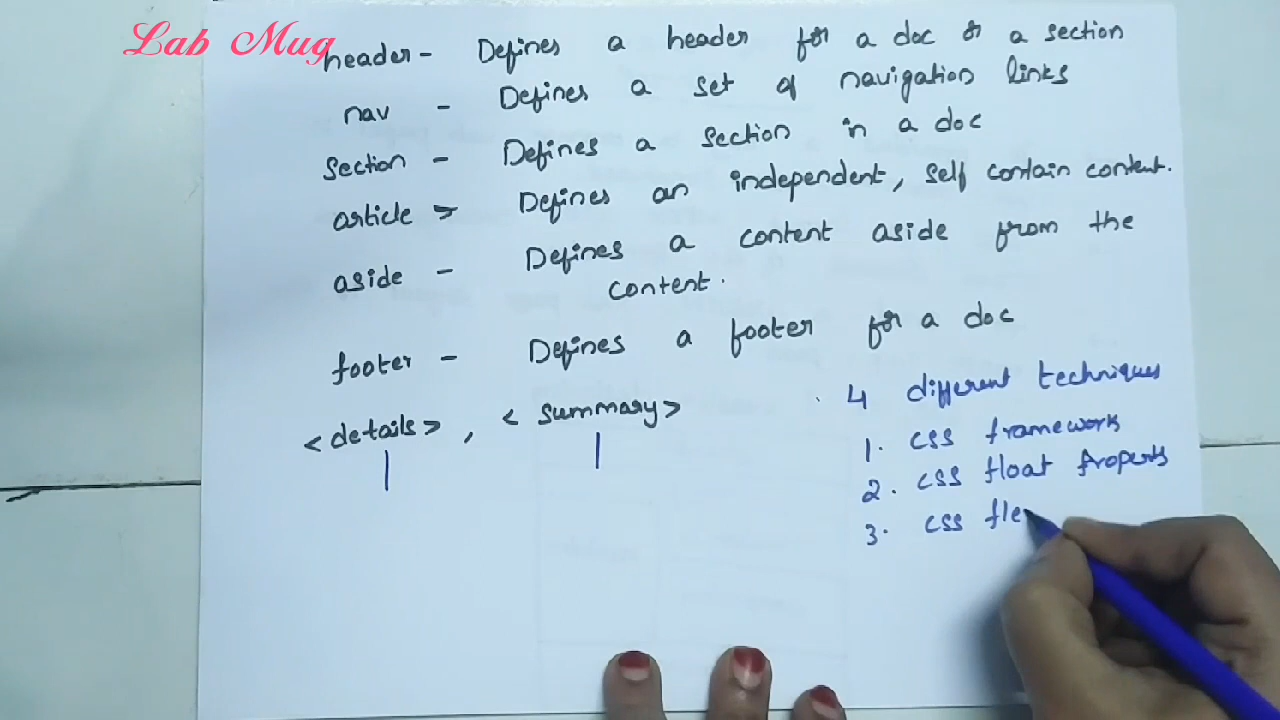 Lab Mug
header - Defines a header for a doc or a section
nav - Defines a set of navigation links
section - Defines a section in a doc
article - Defines an independent, self contain content.
aside - Defines a content aside from the
content.
footer - Defines a footer for a doc
<details> , <summary>
4 different techniques
1. CSS framework
2. CSS float Property
3. CSS fle